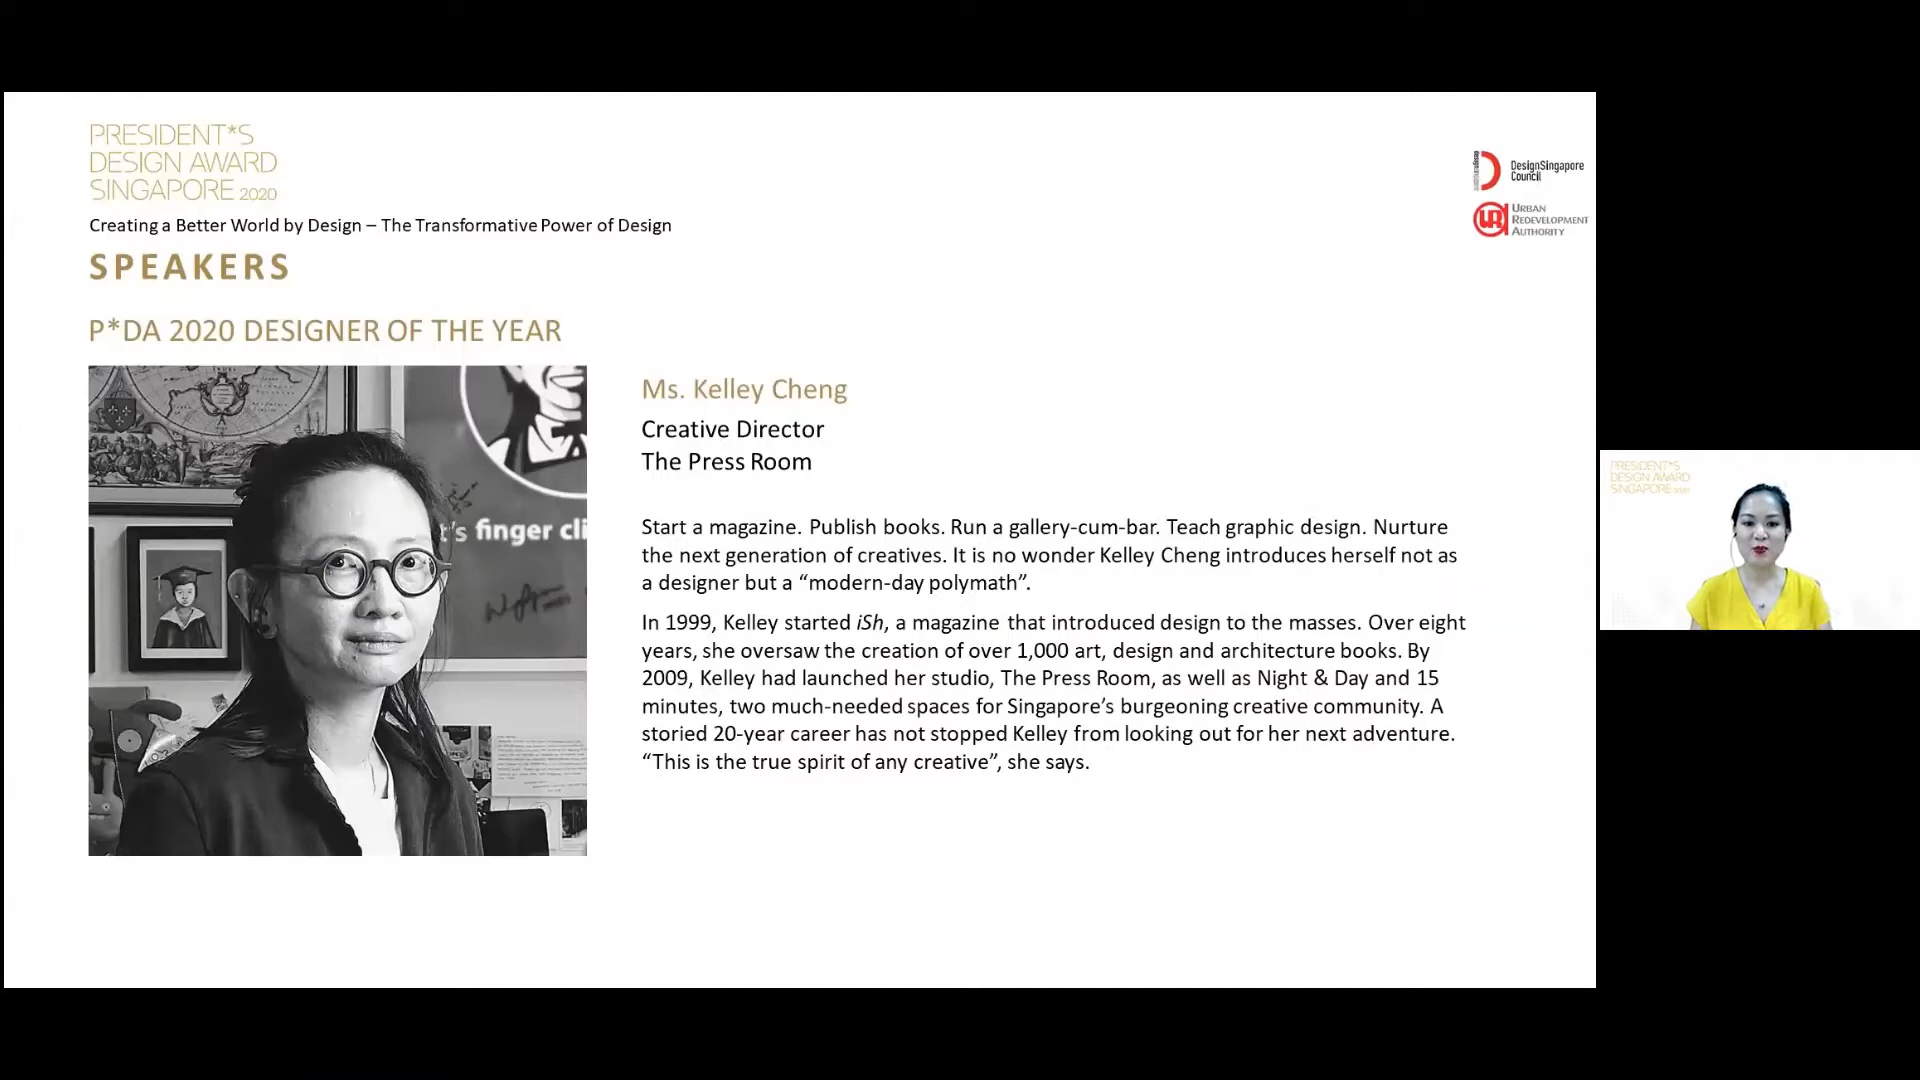 PRESIDENT*S
DESIGN AWARD
SINGAPORE 2020
Creating a Better World by Design – The Transformative Power of Design
SPEAKERS
P*DA 2020 DESIGNER OF THE YEAR
DesignSingapore
Council
URBAN
REDEVELOPMENT
AUTHORITY
t's finger cli
Ms. Kelley Cheng
Creative Director
The Press Room
Start a magazine. Publish books. Run a gallery-cum-bar. Teach graphic design. Nurture
the next generation of creatives. It is no wonder Kelley Cheng introduces herself not as
a designer but a “modern-day polymath”.
In 1999, Kelley started iSh, a magazine that introduced design to the masses. Over eight
years, she oversaw the creation of over 1,000 art, design and architecture books. By
2009, Kelley had launched her studio, The Press Room, as well as Night & Day and 15
minutes, two much-needed spaces for Singapore’s burgeoning creative community. A
storied 20-year career has not stopped Kelley from looking out for her next adventure.
“This is the true spirit of any creative”, she says.
PRESIDENT*S
DESIGN AWARD
SINGAPORE 2020